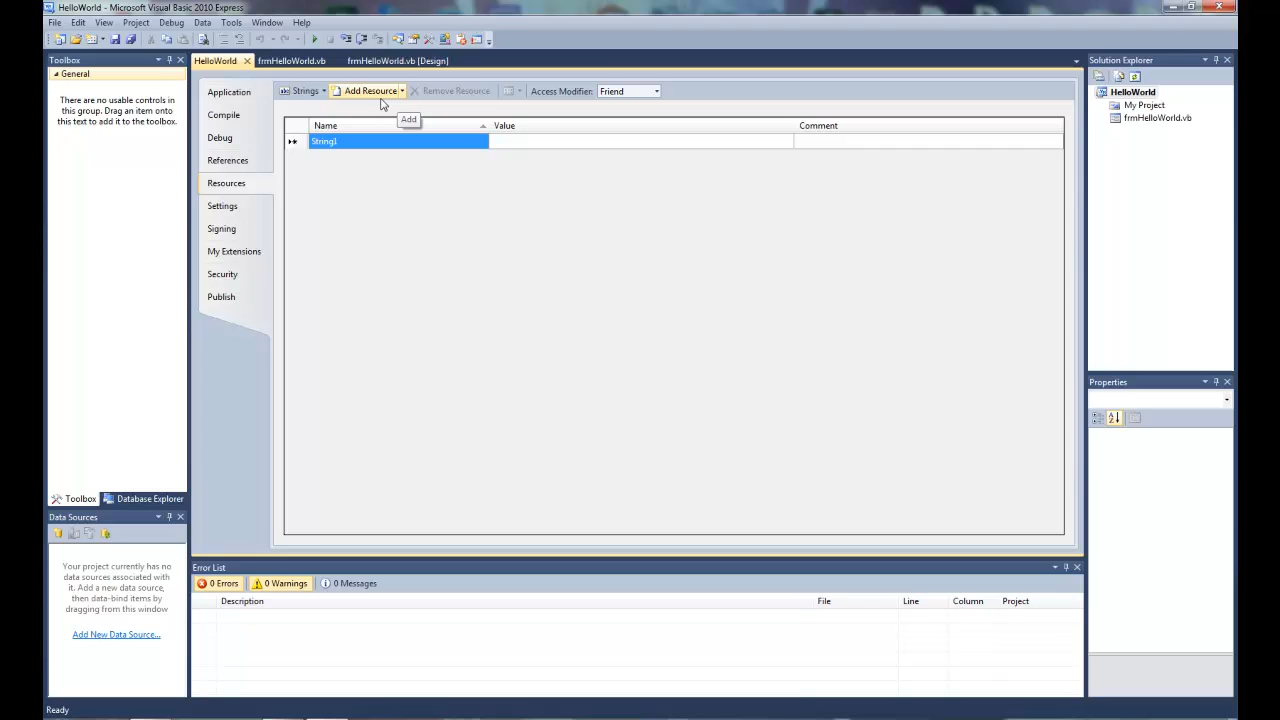 HelloWorld - Microsoft Visual Basic 2010 Express
File Edit View Project Debug Data Tools Window Help
Toolbox
General
There are no usable controls in
this group. Drag an item onto
this text to add it to the toolbox.
Toolbox Database Explorer
Data Sources
Your project currently has no
data sources associated with
it. Add a new data source,
then data-bind items by
dragging from this window
Add New Data Source...
HelloWorld frmHelloWorld.vb frmHelloWorld.vb [Design]
Application
Compile
Debug
References
Resources
Settings
Signing
My Extensions
Security
Publish
Strings Add Resource Remove Resource Access Modifier: Friend
Add
Name Value Comment
String1
Error List
0 Errors 0 Warnings 0 Messages
Description File Line Column Project
Solution Explorer
HelloWorld
My Project
frmHelloWorld.vb
Properties
Ready